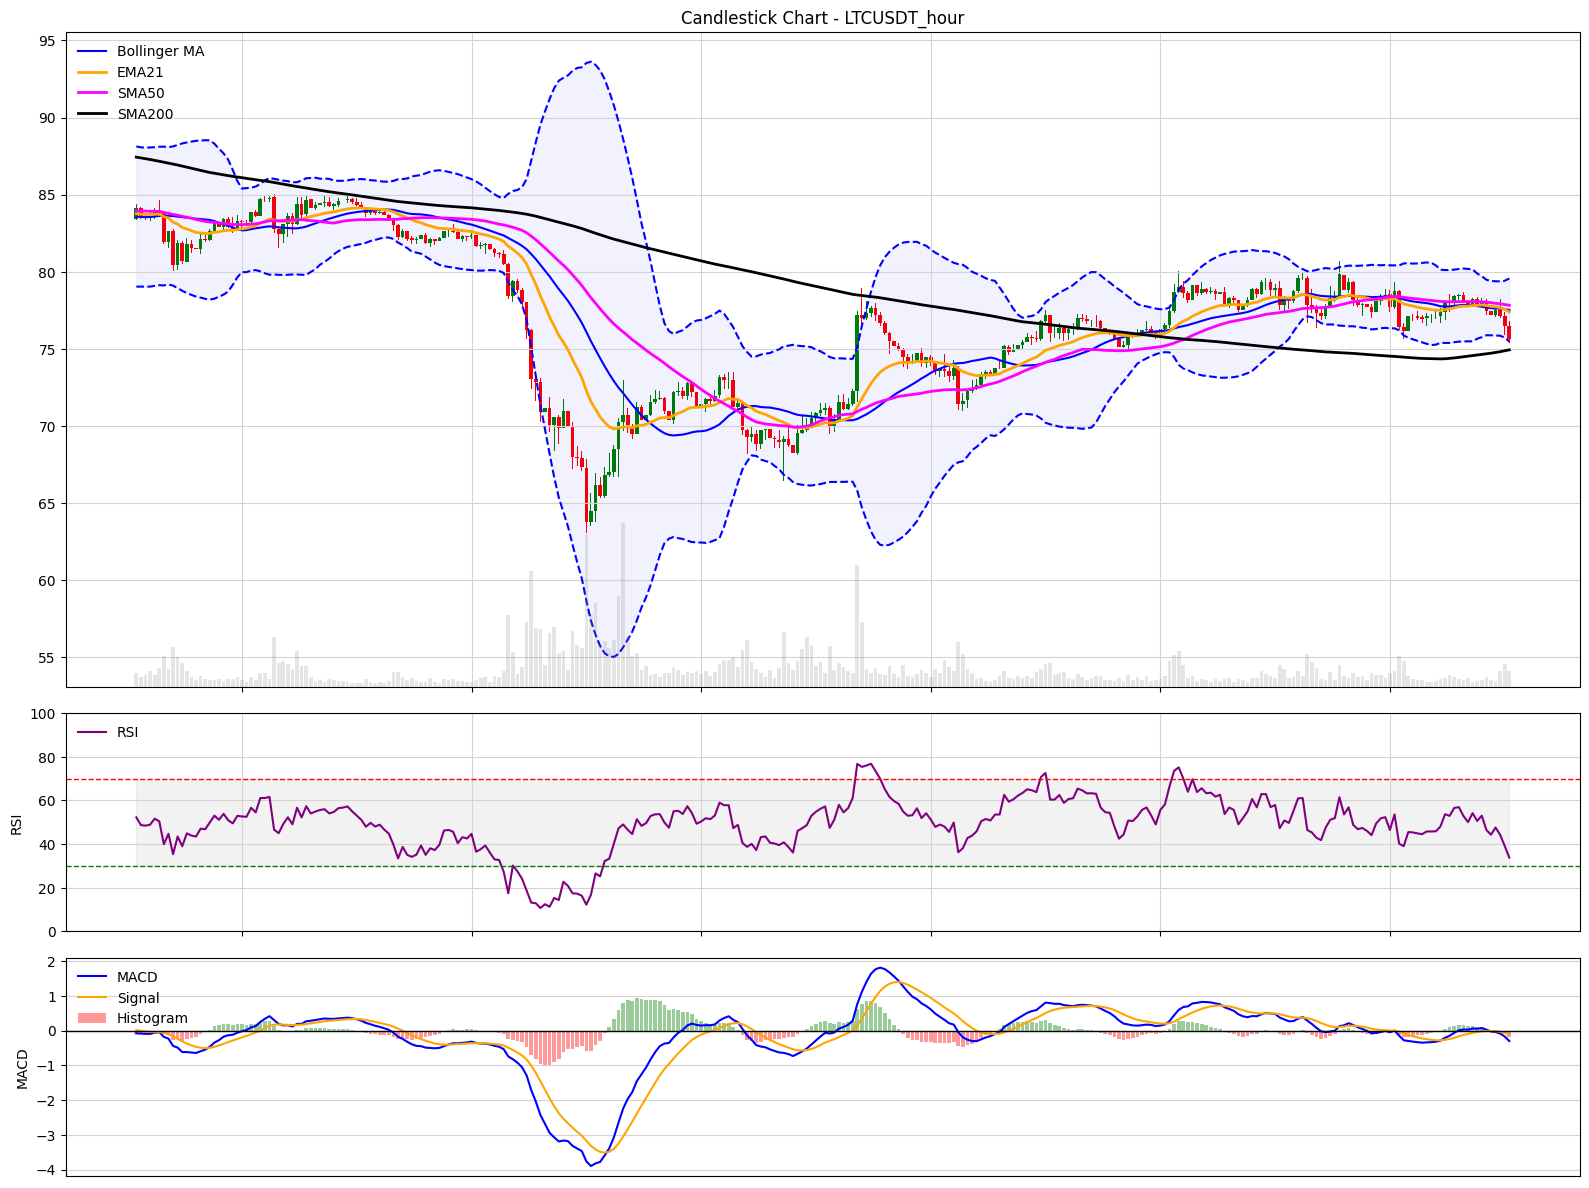 Candlestick Chart - LTCUSDT_hour
95
90
85
80
75
70
65
60
55
Bollinger MA
EMA21
SMA50
SMA200
100
80
60
40
20
0
RSI
RSI
2
1
0
−1
−2
−3
−4
MACD
MACD
Signal
Histogram